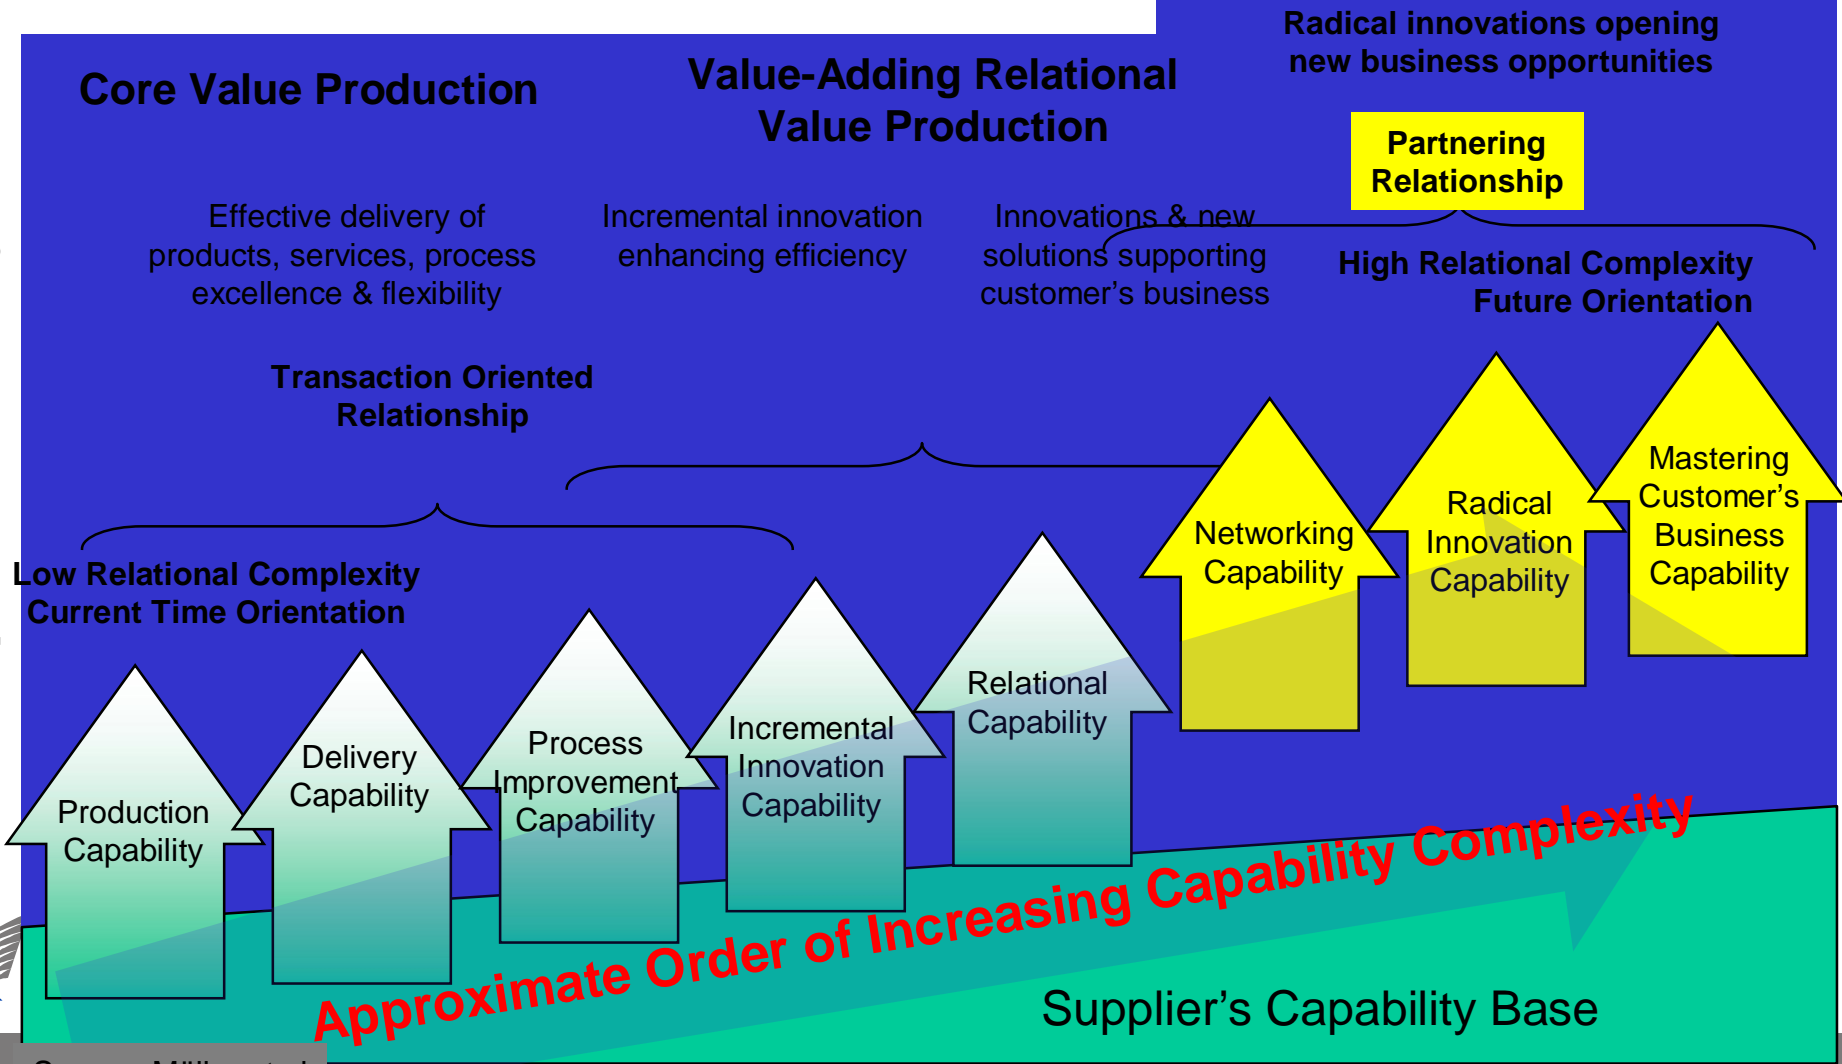 Radical innovations opening
new business opportunities
Core Value Production
Value-Adding Relational
Value Production
Partnering
Relationship
Effective delivery of
products, services, process
excellence & flexibility
Incremental innovation
enhancing efficiency
Innovations & new
solutions supporting
customer’s business
High Relational Complexity
Future Orientation
Transaction Oriented
Relationship
Low Relational Complexity
Current Time Orientation
Production
Capability
Delivery
Capability
Process
Improvement
Capability
Incremental
Innovation
Capability
Relational
Capability
Networking
Capability
Radical
Innovation
Capability
Mastering
Customer’s
Business
Capability
Approximate Order of Increasing Capability Complexity
Supplier’s Capability Base